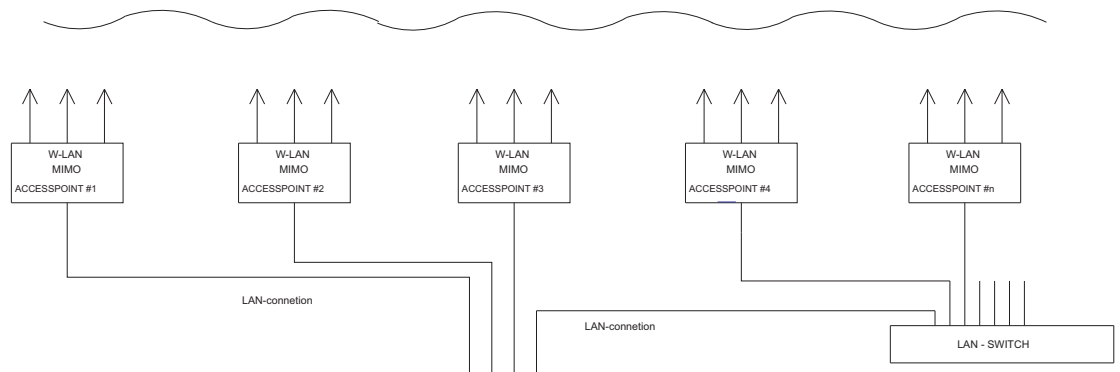 W-LAN
MIMO
ACCESSPOINT #1
W-LAN
MIMO
ACCESSPOINT #2
W-LAN
MIMO
ACCESSPOINT #3
W-LAN
MIMO
ACCESSPOINT #4
W-LAN
MIMO
ACCESSPOINT #n
LAN-connetion
LAN-connetion
LAN - SWITCH